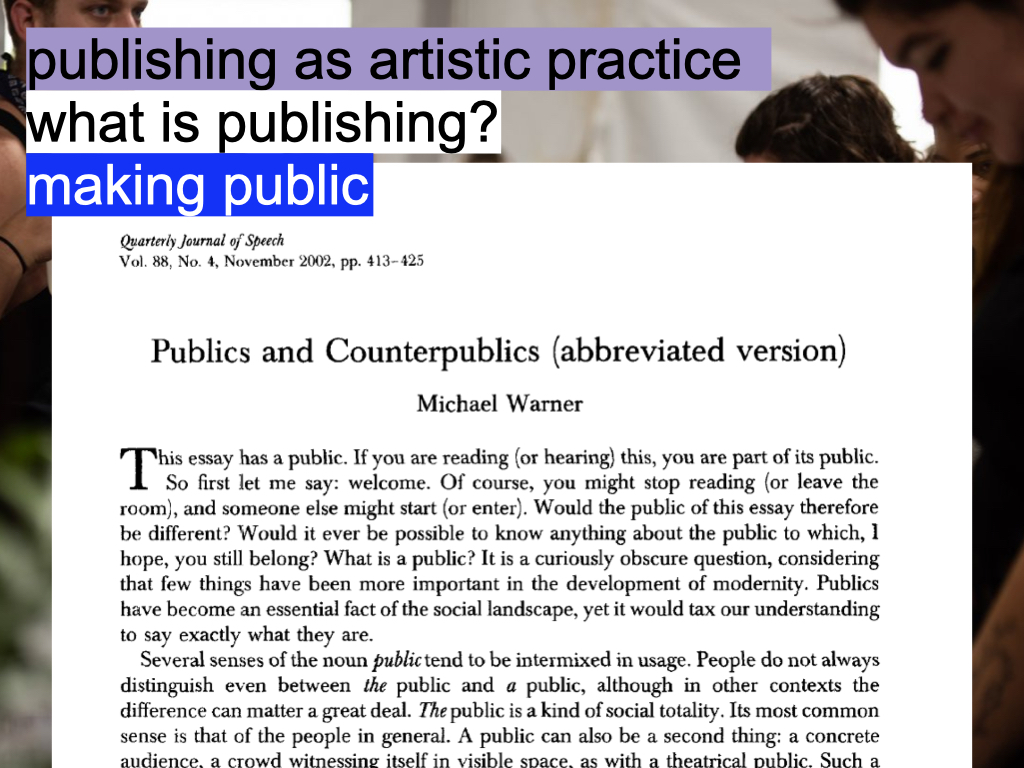 publishing as artistic practice
what is publishing?
making public
Quarterly Journal of Speech
Vol. 88, No. 4, November 2002, pp. 413–425
Publics and Counterpublics (abbreviated version)
Michael Warner
This essay has a public. If you are reading (or hearing) this, you are part of its public.
So first let me say: welcome. Of course, you might stop reading (or leave the
room), and someone else might start (or enter). Would the public of this essay therefore
be different? Would it ever be possible to know anything about the public to which, I
hope, you still belong? What is a public? It is a curiously obscure question, considering
that few things have been more important in the development of modernity. Publics
have become an essential fact of the social landscape, yet it would tax our understanding
to say exactly what they are.
Several senses of the noun public tend to be intermixed in usage. People do not always
distinguish even between the public and a public, although in other contexts the
difference can matter a great deal. The public is a kind of social totality. Its most common
sense is that of the people in general. A public can also be a second thing: a concrete
audience, a crowd witnessing itself in visible space, as with a theatrical public. Such a